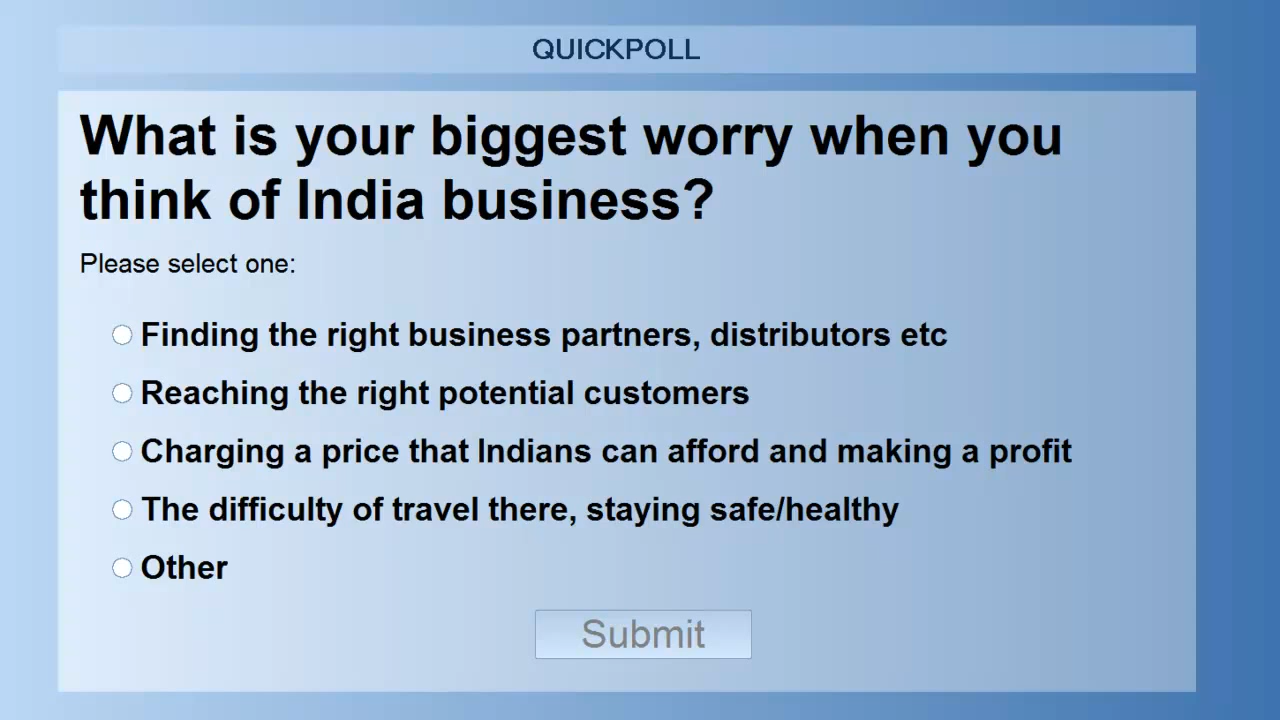 QUICKPOLL
What is your biggest worry when you
think of India business?
Please select one:
Finding the right business partners, distributors etc
Reaching the right potential customers
Charging a price that Indians can afford and making a profit
The difficulty of travel there, staying safe/healthy
Other
Submit